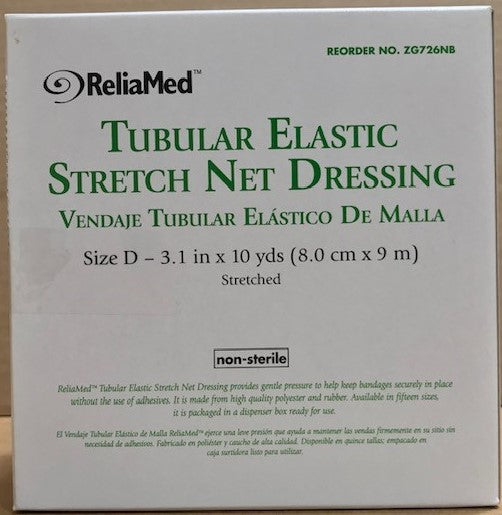 REORDER NO. ZG726NB
ReliaMed™
TUBULAR ELASTIC
STRETCH NET DRESSING
VENDAJE TUBULAR ELÁSTICO DE MALLA
Size D – 3.1 in x 10 yds (8.0 cm x 9 m)
Stretched
non-sterile
ReliaMed™ Tubular Elastic Stretch Net Dressing provides gentle pressure to help keep bandages securely in place
without the use of adhesives. It is made from high quality polyester and rubber. Available in fifteen sizes,
it is packaged in a dispenser box ready for use.
El Vendaje Tubular Elástico de Malla ReliaMed™ ejerce una leve presión que ayuda a mantener las vendas firmemente en su sitio sin
necesidad de adhesivos. Fabricado en poliéster y caucho de alta calidad. Disponible en quince tallas; empacado en
caja surtidora listo para utilizar.